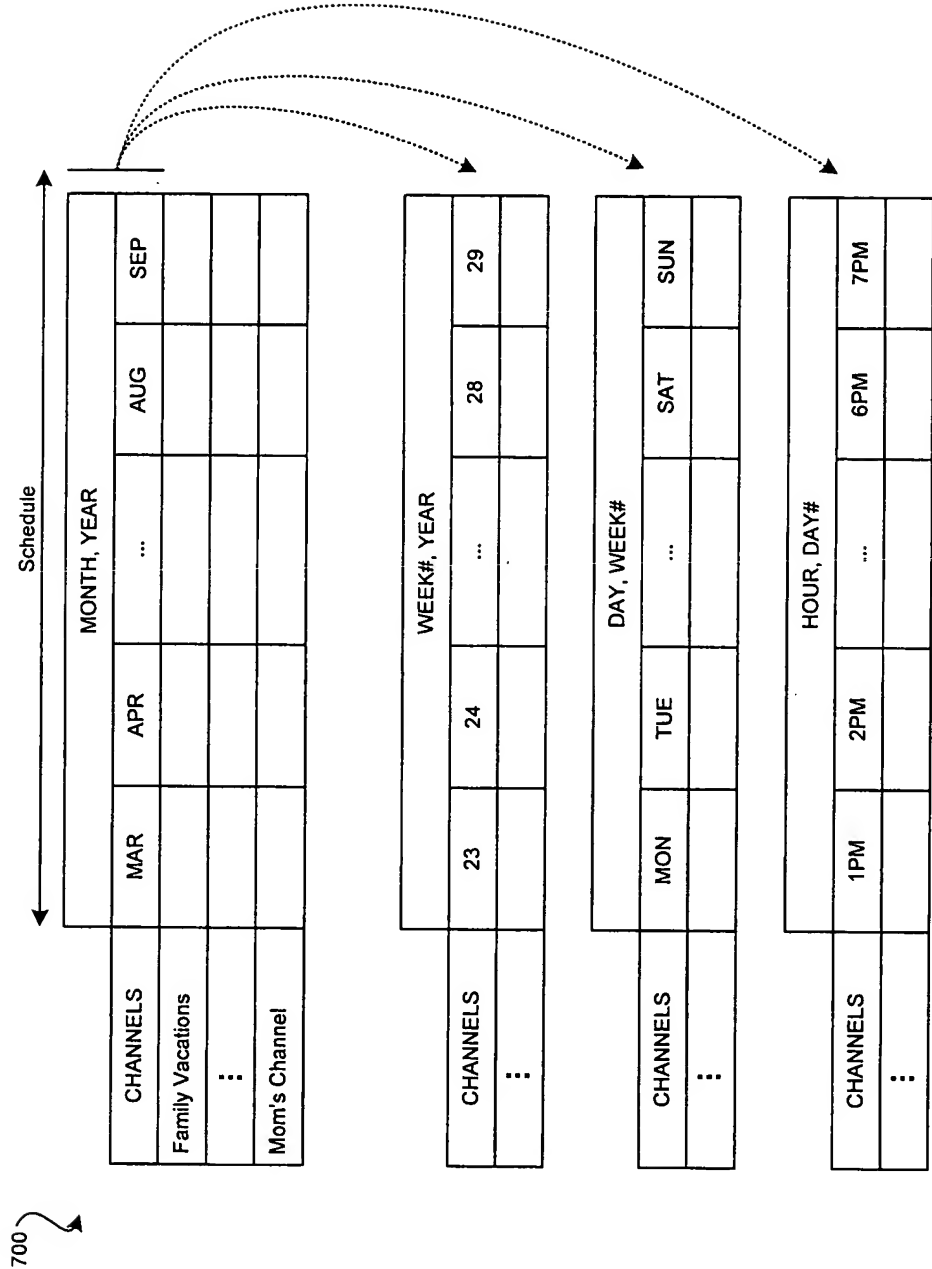 700
Schedule
MONTH, YEAR
CHANNELS MAR APR ... AUG SEP
Family Vacations
...
Mom's Channel
WEEK#, YEAR
CHANNELS 23 24 ... 28 29
...
DAY, WEEK#
CHANNELS MON TUE ... SAT SUN
...
HOUR, DAY#
CHANNELS 1PM 2PM ... 6PM 7PM
...